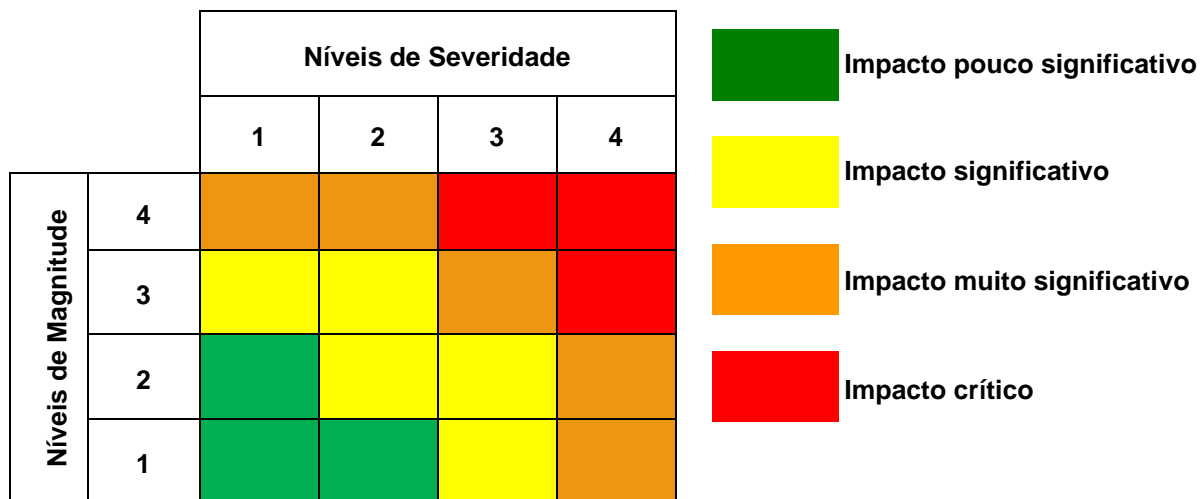 Níveis de Severidade
1 2 3 4
Níveis de Magnitude
4
3
2
1
Impacto pouco significativo
Impacto significativo
Impacto muito significativo
Impacto crítico